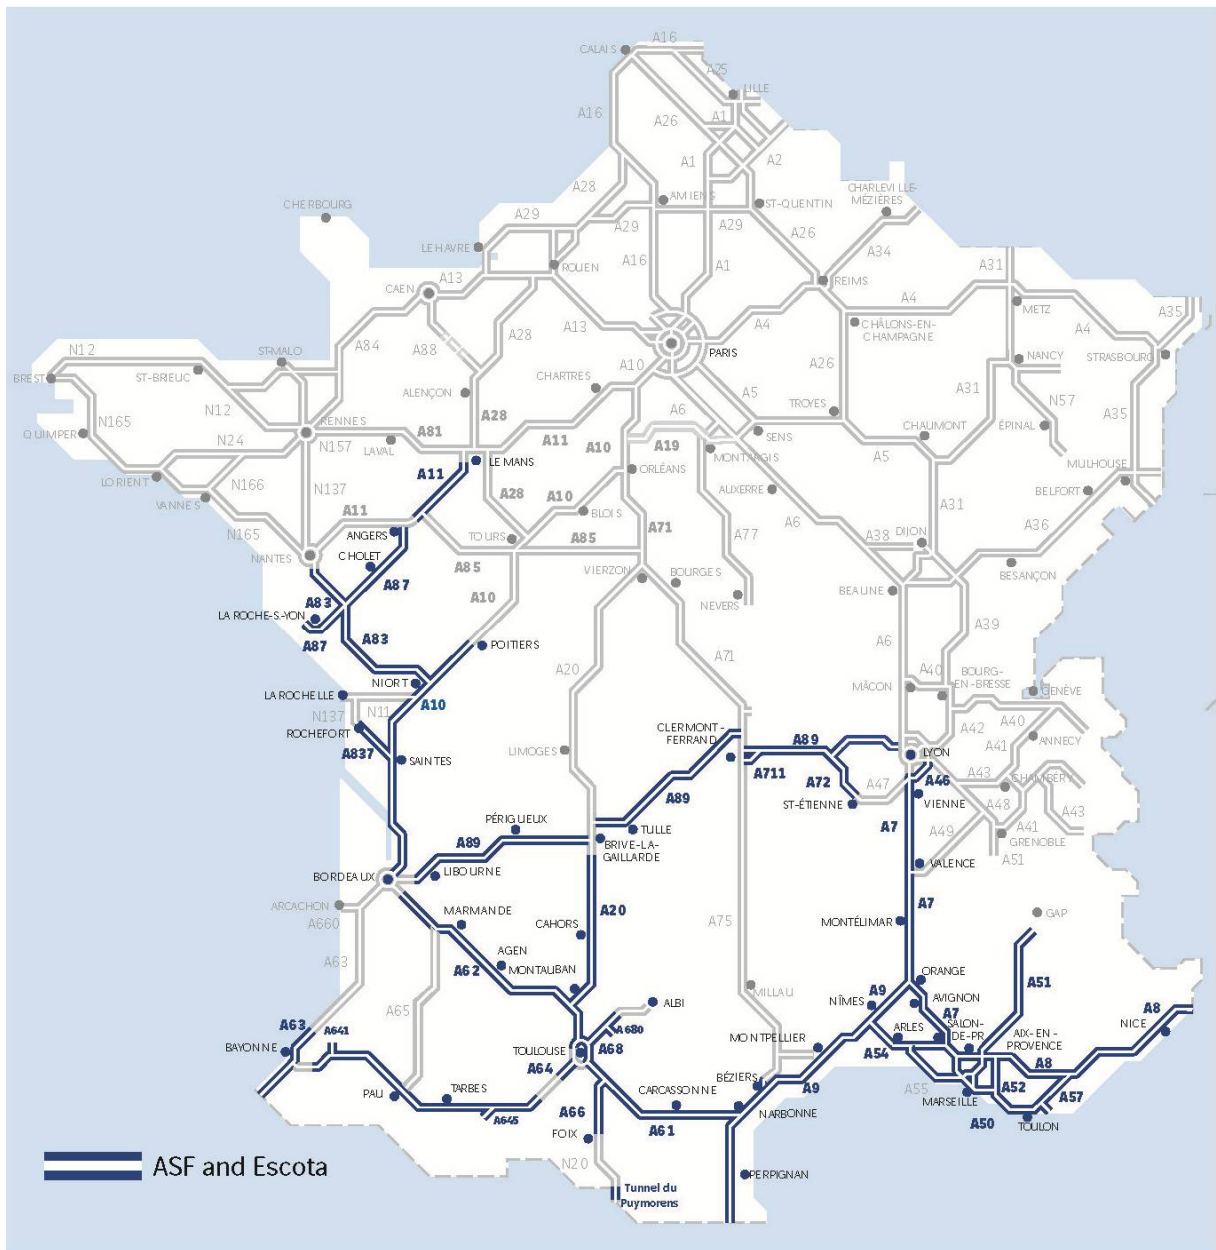 A16
CALAIS
A25
LILLE
A16
A26
A1
A1
A2
A28
AMIENS
ST-QUENTIN
CHARLEVILLE-
MÉZIÈRES
CHERBOURG
A29
A29
A29
A26
A34
LE HAVRE
ROUEN
A16
A1
REIMS
A31
A13
CAEN
METZ
A4
A35
A84
A88
A28
A13
A4
CHÂLONS-EN-
CHAMPAGNE
A4
N12
ST-MALO
PARIS
A26
NANCY
STRASBOURG
BREST
ST-BRIEUC
A10
CHARTRES
ALENÇON
A5
A31
N57
A35
N12
N165
RENNES
A28
A6
TROYES
QUIMPER
N24
N157
A81
LAVAL
A11
A10
A19
SENS
CHAUMONT
ÉPINAL
MONTARGIS
A5
LE MANS
A11
ORLÉANS
MULHOUSE
LORIENT
N166
N137
A28
A10
AUXERRE
BELFORT
VANNES
A11
BLOIS
A31
N165
ANGERS
TOURS
A71
A77
A6
A38
DIJON
A36
NANTES
CHOLET
A85
A85
VIERZON
BOURGES
BESANÇON
A87
A83
A10
NEVERS
BEAUNE
LA ROCHE-S.-YON
A87
A83
POITIERS
A6
A39
A71
A20
NIORT
A40
BOURG-
EN-BRESSE
MÂCON
GENÈVE
LA ROCHELLE
N137
N11
A10
ROCHEFORT
CLERMONT-
FERRAND
A89
A42
A40
ANNECY
A837
SAINTES
LIMOGES
LYON
A41
A711
A72
A47
A46
A43
CHAMBÉRY
A89
ST-ÉTIENNE
VIENNE
A48
A43
PÉRIGUEUX
A7
A49
A41
GRENOBLE
A89
TULLE
BRIVE-LA-
GAILLARDE
A51
VALENCE
BORDEAUX
LIBOURNE
ARCACHON
A660
MARMANDE
A20
A7
GAP
CAHORS
A75
MONTÉLIMAR
A63
AGEN
A62
MONTAUBAN
ORANGE
A65
MILLAU
A9
NÎMES
AVIGNON
A51
ALBI
A7
A8
A63
A641
A680
ARLES
SALON-
DE-PR.
AIX-EN-
PROVENCE
NICE
BAYONNE
TOULOUSE
A68
MONTPELLIER
A54
A64
A8
PAU
TARBES
CARCASSONNE
BÉZIERS
A9
A55
A52
A57
MARSEILLE
A645
A66
NARBONNE
A50
TOULON
FOIX
A61
N20
ASF and Escota
PERPIGNAN
Tunnel du
Puymorens